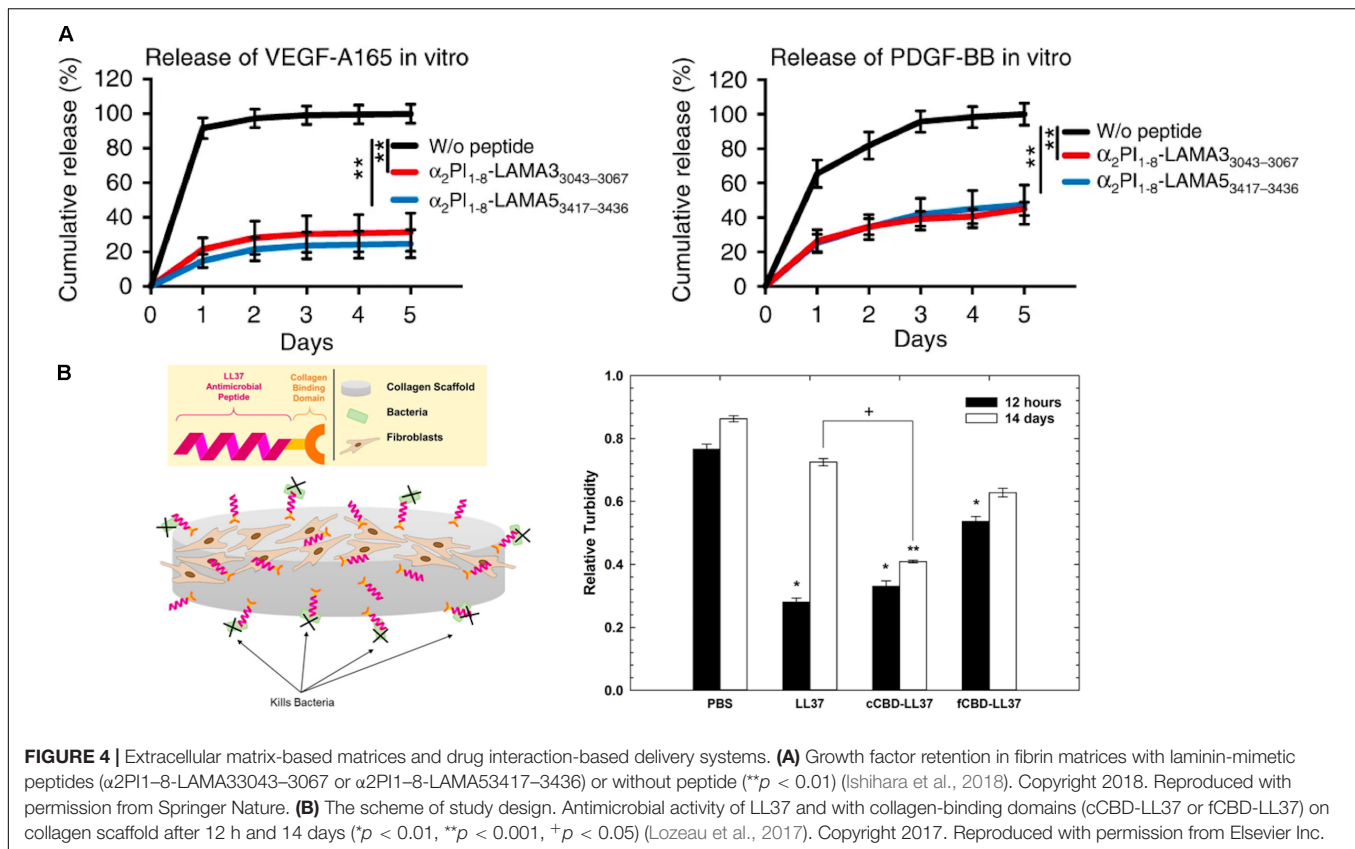 A
Release of VEGF-A165 in vitro
Cumulative release (%)
120
100
80
60
40
20
0
0 1 2 3 4 5
Days
W/o peptide
α₂PI₁₋₈-LAMA3₃₀₄₃₋₃₀₆₇
α₂PI₁₋₈-LAMA5₃₄₁₇₋₃₄₃₆
**
**
Release of PDGF-BB in vitro
Cumulative release (%)
120
100
80
60
40
20
0
0 1 2 3 4 5
Days
W/o peptide
α₂PI₁₋₈-LAMA3₃₀₄₃₋₃₀₆₇
α₂PI₁₋₈-LAMA5₃₄₁₇₋₃₄₃₆
**
**
B
LL37
Antimicrobial
Peptide
Collagen
Binding
Domain
Collagen Scaffold
Bacteria
Fibroblasts
Kills Bacteria
Relative Turbidity
1.0
0.8
0.6
0.4
0.2
0.0
12 hours
14 days
+
*
*
**
*
PBS LL37 cCBD-LL37 fCBD-LL37
FIGURE 4 | Extracellular matrix-based matrices and drug interaction-based delivery systems. (A) Growth factor retention in fibrin matrices with laminin-mimetic
peptides (α2PI1–8-LAMA33043–3067 or α2PI1–8-LAMA53417–3436) or without peptide (**p < 0.01) (Ishihara et al., 2018). Copyright 2018. Reproduced with
permission from Springer Nature. (B) The scheme of study design. Antimicrobial activity of LL37 and with collagen-binding domains (cCBD-LL37 or fCBD-LL37) on
collagen scaffold after 12 h and 14 days (*p < 0.01, **p < 0.001, +p < 0.05) (Lozeau et al., 2017). Copyright 2017. Reproduced with permission from Elsevier Inc.